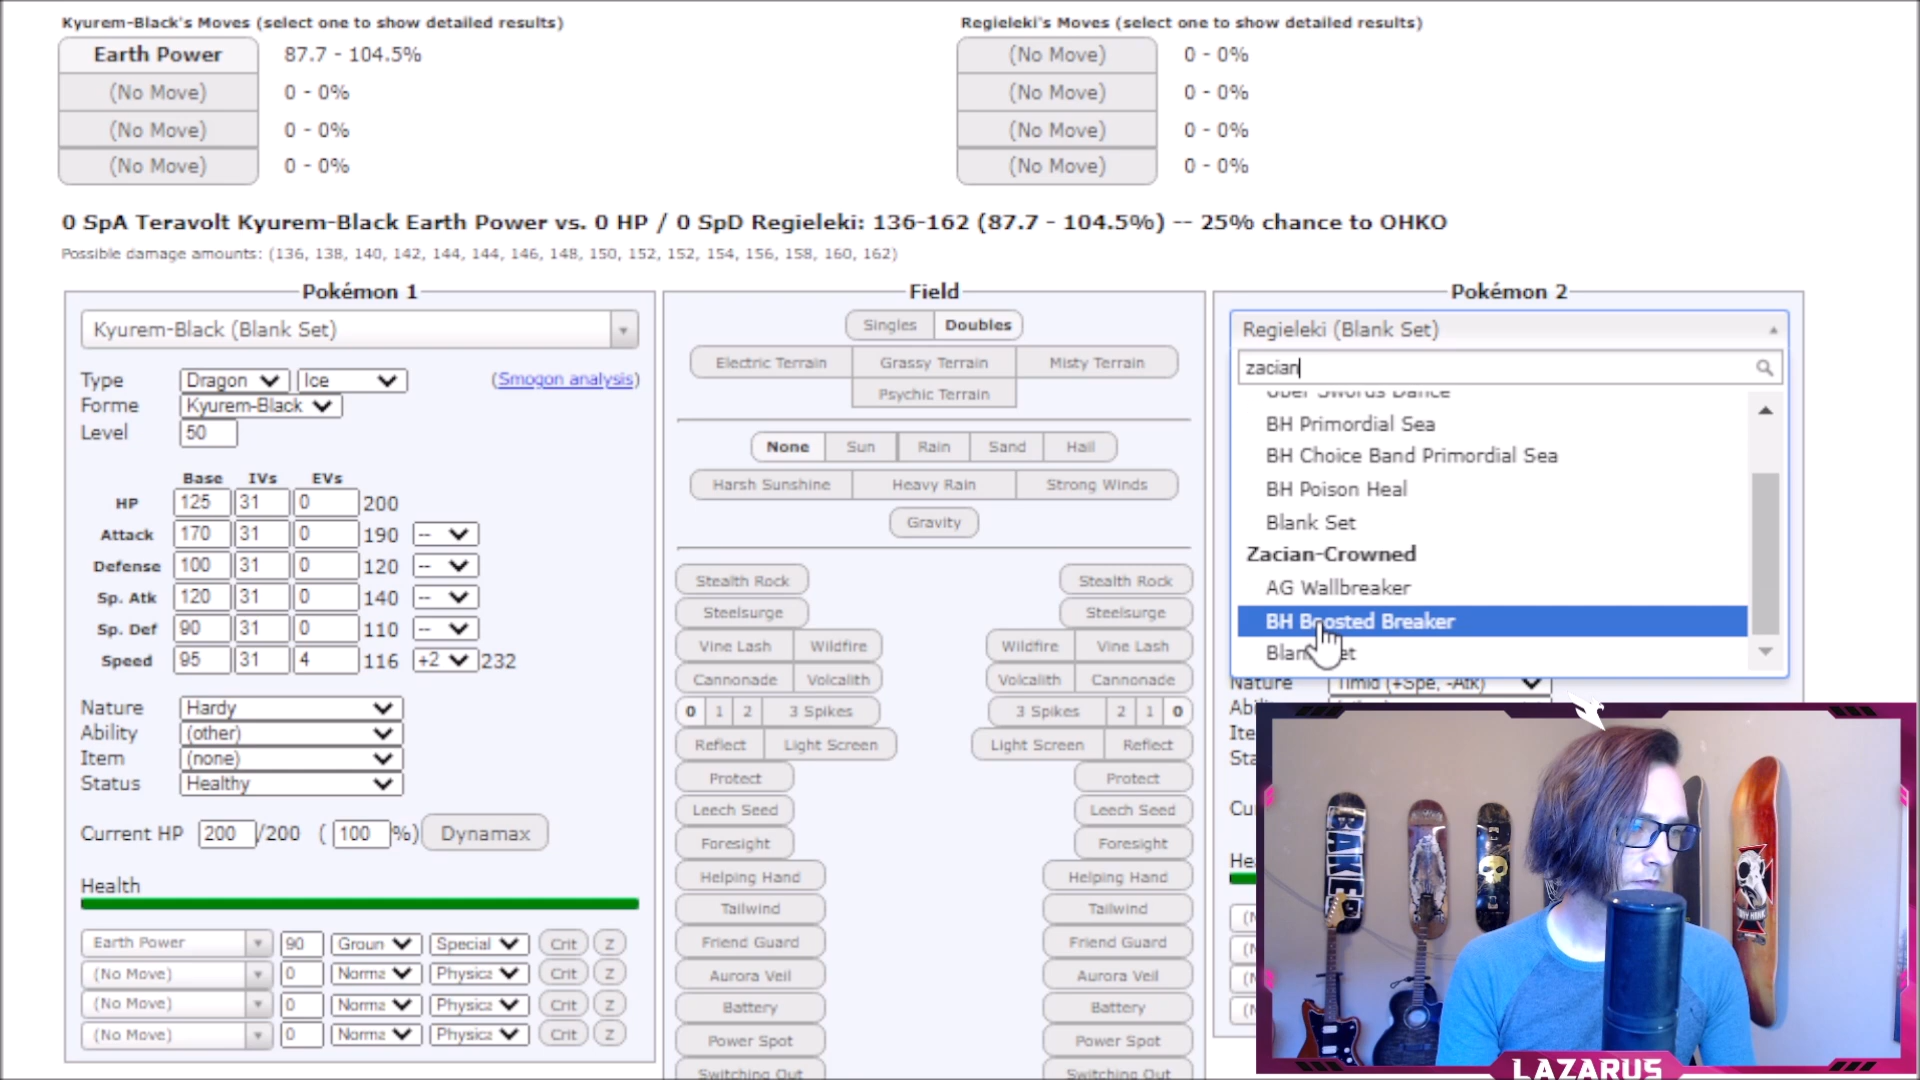 Kyurem-Black's Moves (select one to show detailed results)
Regieleki's Moves (select one to show detailed results)
Earth Power 87.7 - 104.5%
(No Move) 0 - 0%
(No Move) 0 - 0%
(No Move) 0 - 0%
(No Move) 0 - 0%
(No Move) 0 - 0%
(No Move) 0 - 0%
(No Move) 0 - 0%
0 SpA Teravolt Kyurem-Black Earth Power vs. 0 HP / 0 SpD Regieleki: 136-162 (87.7 - 104.5%) -- 25% chance to OHKO
Possible damage amounts: (136, 138, 140, 142, 144, 144, 146, 148, 150, 152, 152, 154, 156, 158, 160, 162)
Pokémon 1
Kyurem-Black (Blank Set)
Type Dragon Ice (Smogon analysis)
Forme Kyurem-Black
Level 50
Base IVs EVs
HP 125 31 0 200
Attack 170 31 0 190 --
Defense 100 31 0 120 --
Sp. Atk 120 31 0 140 --
Sp. Def 90 31 0 110 --
Speed 95 31 4 116 +2 232
Nature Hardy
Ability (other)
Item (none)
Status Healthy
Current HP 200 /200 ( 100 %) Dynamax
Health
Earth Power 90 Groun Special Crit Z
(No Move) 0 Norma Physica Crit Z
(No Move) 0 Norma Physica Crit Z
(No Move) 0 Norma Physica Crit Z
Field
Singles Doubles
Electric Terrain Grassy Terrain Misty Terrain
Psychic Terrain
None Sun Rain Sand Hail
Harsh Sunshine Heavy Rain Strong Winds
Gravity
Stealth Rock Stealth Rock
Steelsurge Steelsurge
Vine Lash Wildfire Wildfire Vine Lash
Cannonade Volcalith Volcalith Cannonade
0 1 2 3 Spikes 3 Spikes 2 1 0
Reflect Light Screen Light Screen Reflect
Protect Protect
Leech Seed Leech Seed
Foresight Foresight
Helping Hand Helping Hand
Tailwind Tailwind
Friend Guard Friend Guard
Aurora Veil Aurora Veil
Battery Battery
Power Spot Power Spot
Switching Out Switching Out
Pokémon 2
Regieleki (Blank Set)
zacian
Uber Swords Dance
BH Primordial Sea
BH Choice Band Primordial Sea
BH Poison Heal
Blank Set
Zacian-Crowned
AG Wallbreaker
BH Boosted Breaker
Nature Timid (+Spe, -Atk)
LAZARUS